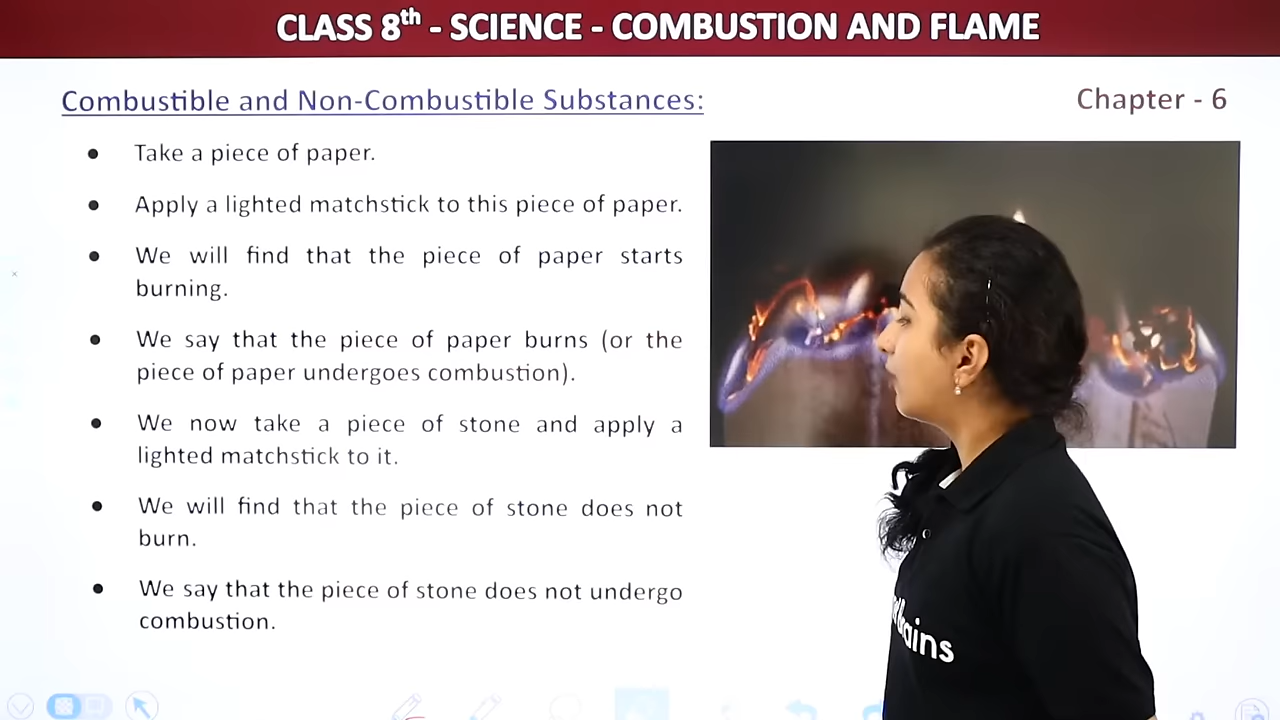 CLASS 8th - SCIENCE - COMBUSTION AND FLAME
Combustible and Non-Combustible Substances:
Chapter - 6
• Take a piece of paper.
• Apply a lighted matchstick to this piece of paper.
• We will find that the piece of paper starts
burning.
• We say that the piece of paper burns (or the
piece of paper undergoes combustion).
• We now take a piece of stone and apply a
lighted matchstick to it.
• We will find that the piece of stone does not
burn.
• We say that the piece of stone does not undergo
combustion.